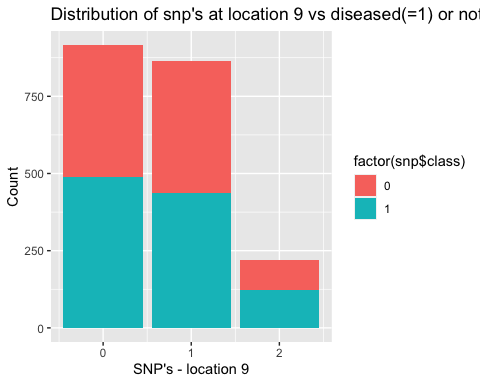 Distribution of snp's at location 9 vs diseased(=1) or not
Count
750
500
250
0
0 1 2
SNP's - location 9
factor(snp$class)
0
1